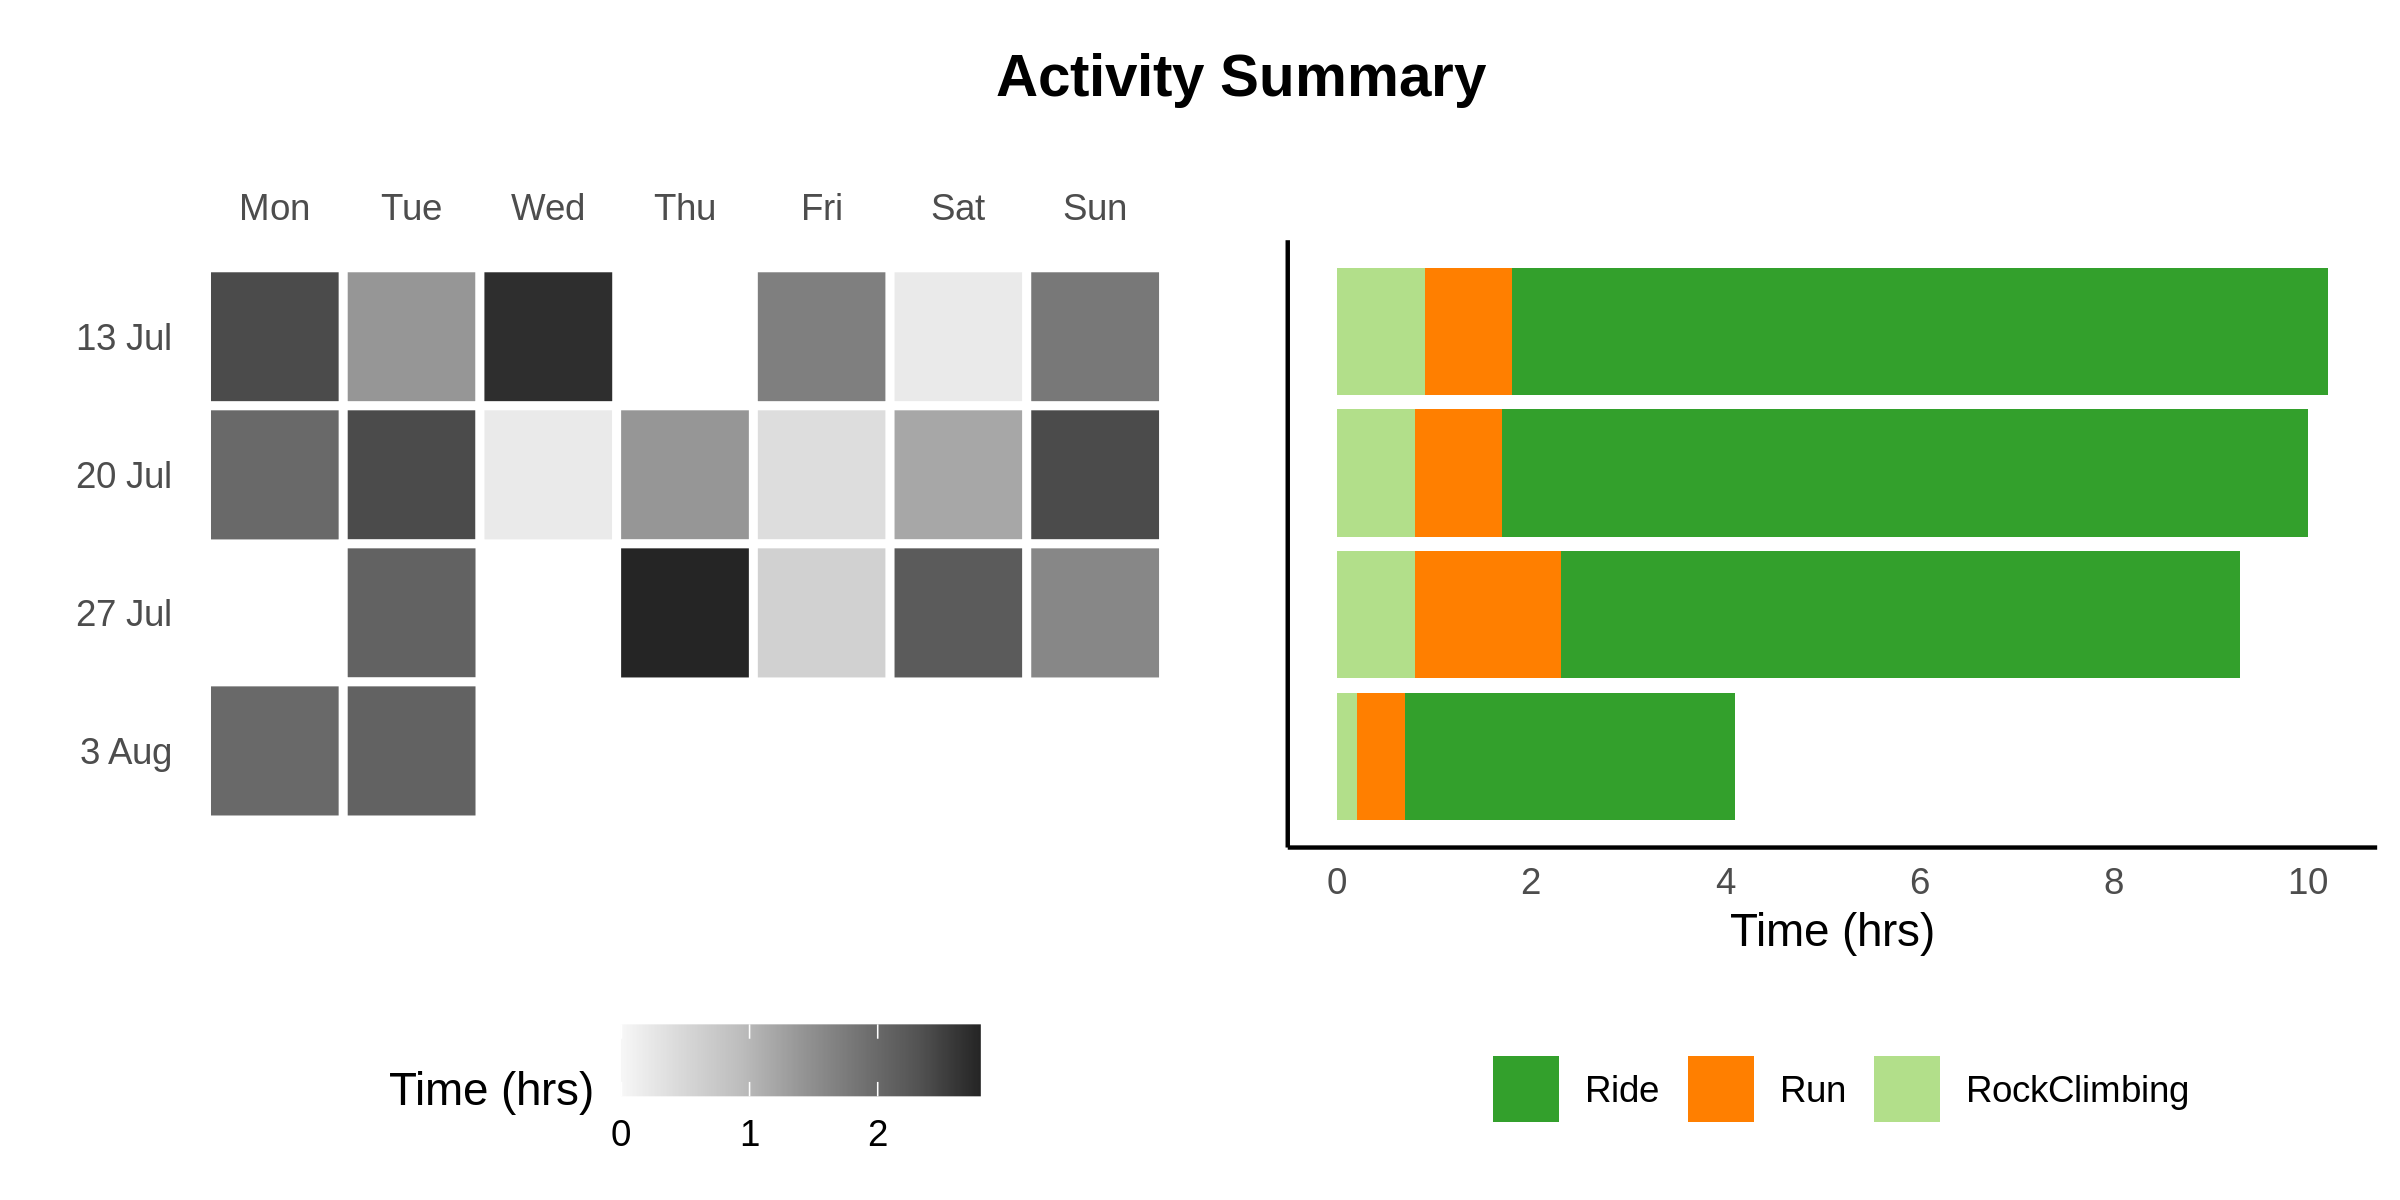 Activity Summary
Mon Tue Wed Thu Fri Sat Sun
13 Jul
20 Jul
27 Jul
3 Aug
0 2 4 6 8 10
Time (hrs)
Time (hrs)
0 1 2
Ride Run RockClimbing